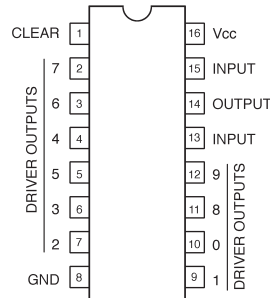 CLEAR 1 16 Vcc
7 2 15 INPUT
6 3 14 OUTPUT
4 4 13 INPUT
5 5 12 9
3 6 11 8
2 7 10 0
GND 8 9 1
DRIVER OUTPUTS
DRIVER OUTPUTS